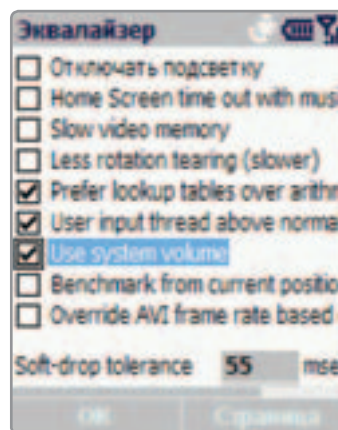 Эквалайзер
Отключать подсветку
Home Screen time out with musi
Slow video memory
Less rotation tearing (slower)
Prefer lookup tables over arithm
User input thread above norma
Use system volume
Benchmark from current positio
Override AVI frame rate based
Soft-drop tolerance 55 mse
OK Страница